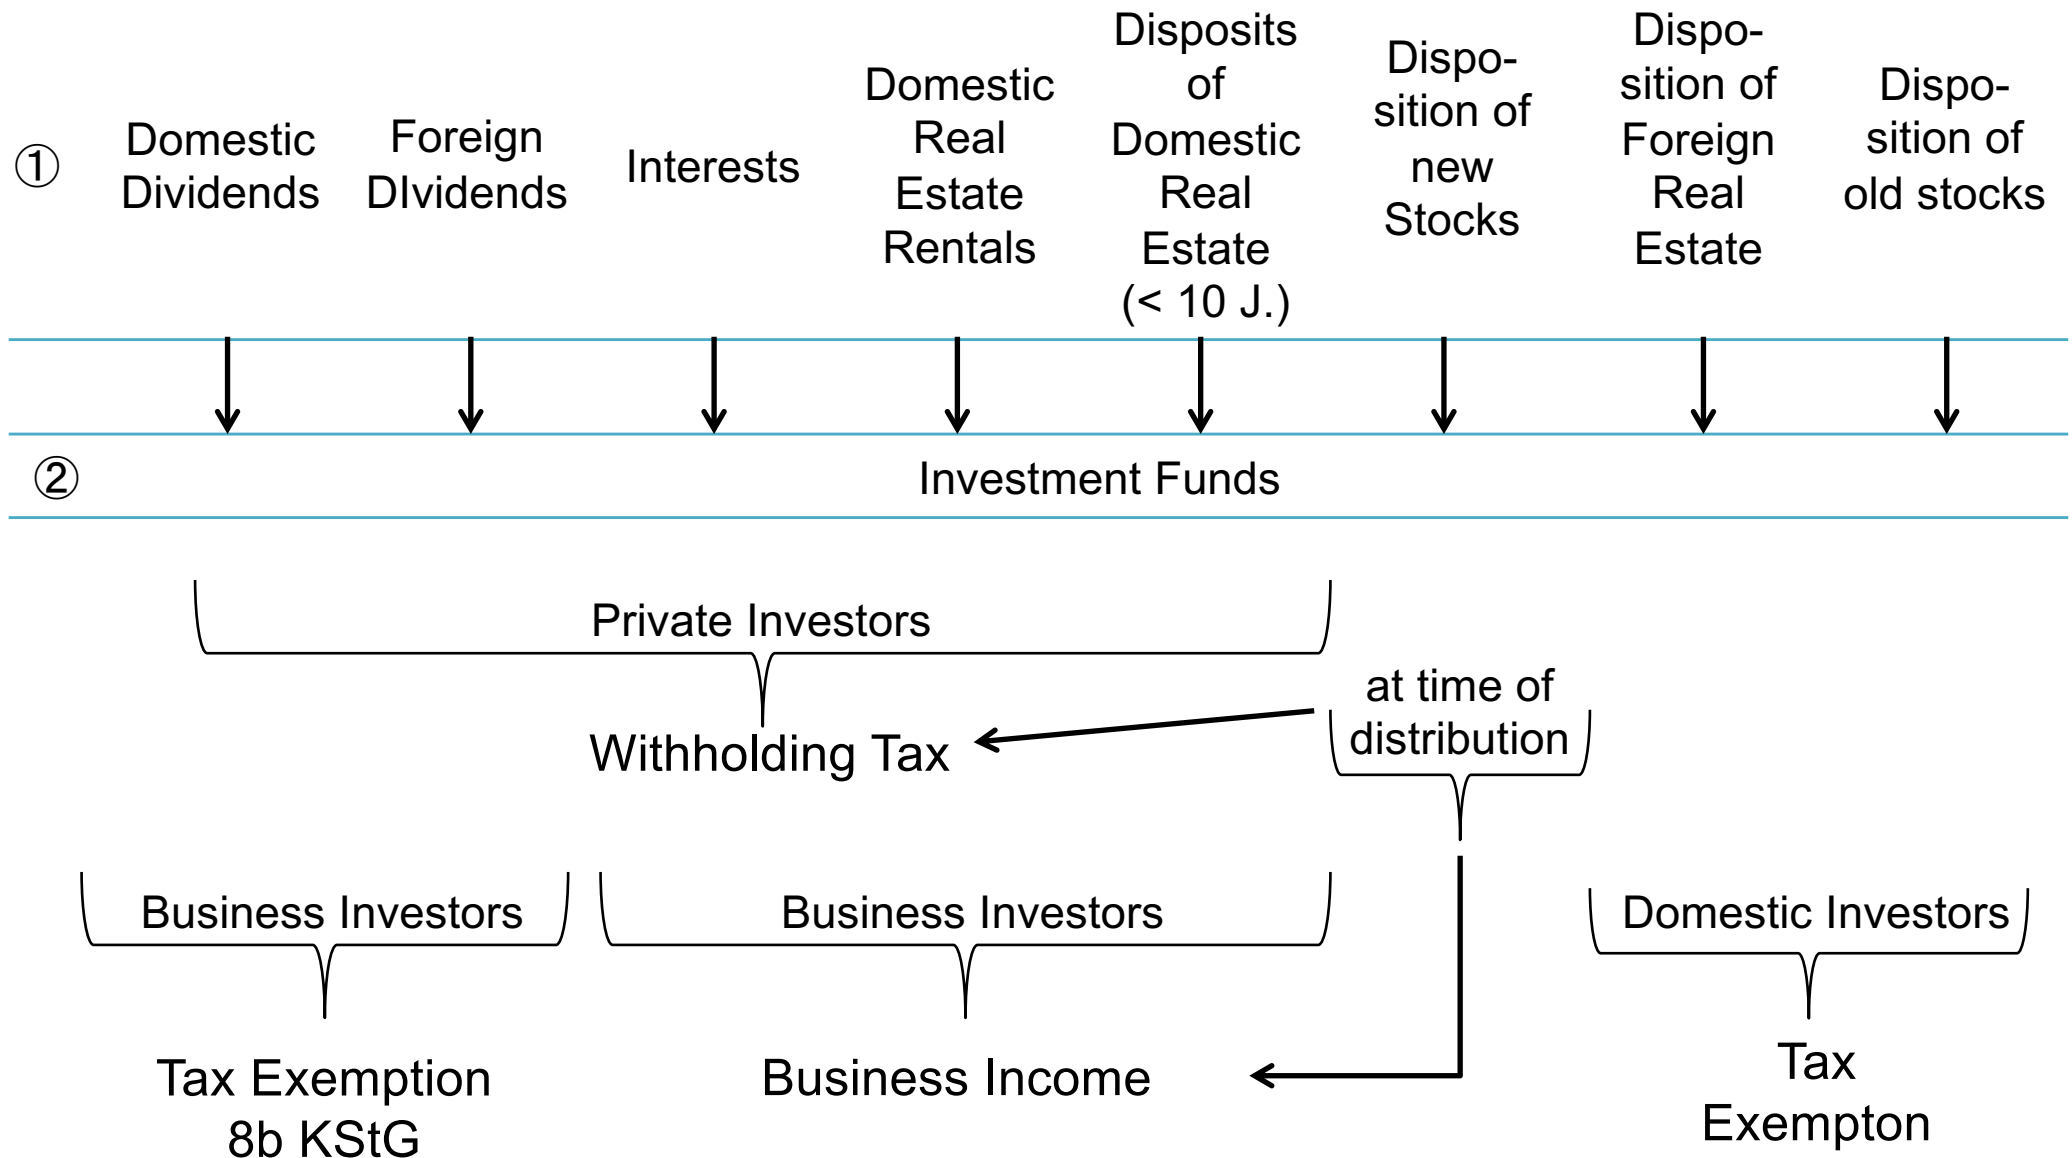 ①
Domestic
Dividends
Foreign
DIvidends
Interests
Domestic
Real
Estate
Rentals
Disposits
of
Domestic
Real
Estate
(< 10 J.)
Dispo-
sition of
new
Stocks
Dispo-
sition of
Foreign
Real
Estate
Dispo-
sition of
old stocks
②
Investment Funds
Private Investors
Withholding Tax
at time of
distribution
Business Investors
Business Investors
Domestic Investors
Tax Exemption
8b KStG
Business Income
Tax
Exempton